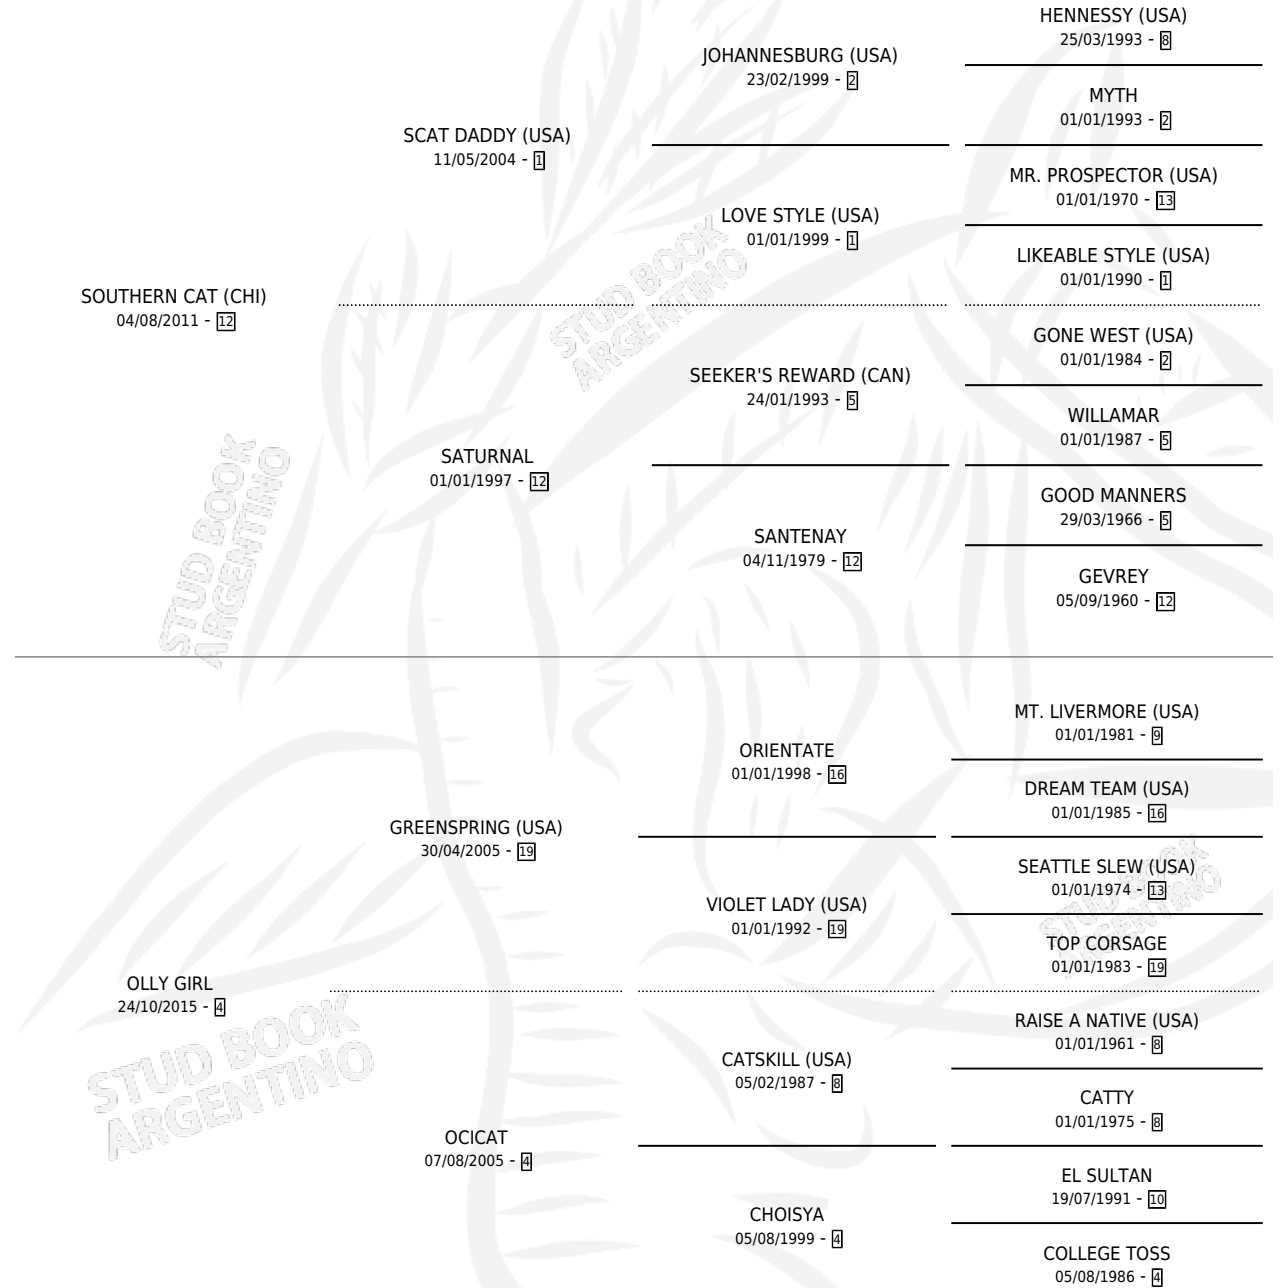 HENNESSY (USA)
25/03/1993 - 8
JOHANNESBURG (USA)
23/02/1999 - 2
MYTH
01/01/1993 - 2
SCAT DADDY (USA)
11/05/2004 - 1
MR. PROSPECTOR (USA)
01/01/1970 - 13
LOVE STYLE (USA)
01/01/1999 - 1
LIKEABLE STYLE (USA)
01/01/1990 - 1
SOUTHERN CAT (CHI)
04/08/2011 - 12
GONE WEST (USA)
01/01/1984 - 2
SEEKER'S REWARD (CAN)
24/01/1993 - 5
WILLAMAR
01/01/1987 - 5
SATURNAL
01/01/1997 - 12
GOOD MANNERS
29/03/1966 - 5
SANTENAY
04/11/1979 - 12
GEVREY
05/09/1960 - 12
MT. LIVERMORE (USA)
01/01/1981 - 9
ORIENTATE
01/01/1998 - 16
DREAM TEAM (USA)
01/01/1985 - 16
GREENSPRING (USA)
30/04/2005 - 19
SEATTLE SLEW (USA)
01/01/1974 - 13
VIOLET LADY (USA)
01/01/1992 - 19
TOP CORSAGE
01/01/1983 - 19
OLLY GIRL
24/10/2015 - 4
RAISE A NATIVE (USA)
01/01/1961 - 8
CATSKILL (USA)
05/02/1987 - 8
CATTY
01/01/1975 - 8
OCICAT
07/08/2005 - 4
EL SULTAN
19/07/1991 - 10
CHOISYA
05/08/1999 - 4
COLLEGE TOSS
05/08/1986 - 4
STUD BOOK
ARGENTINO
STUD BOOK
ARGENTINO
STUD BOOK
ARGENTINO
STUD BOOK
ARGENTINO